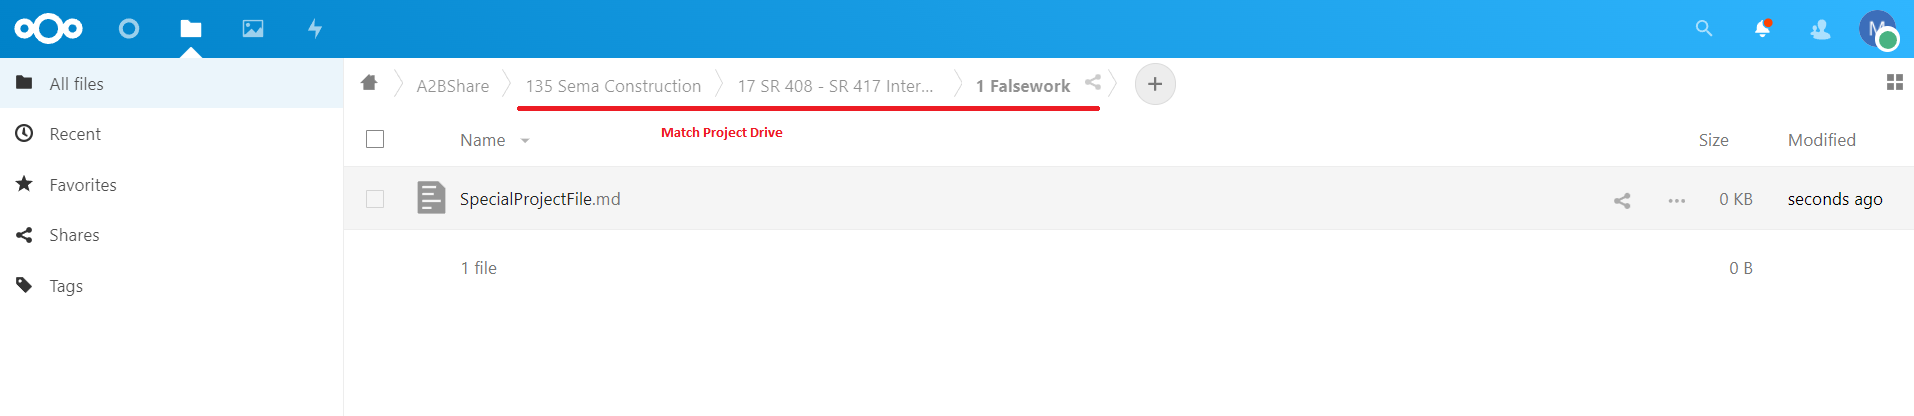 M
All files
Recent
Favorites
Shares
Tags
A2BShare 135 Sema Construction 17 SR 408 - SR 417 Inter... 1 Falsework +
Match Project Drive
Name Size Modified
SpecialProjectFile.md ... 0 KB seconds ago
1 file 0 B